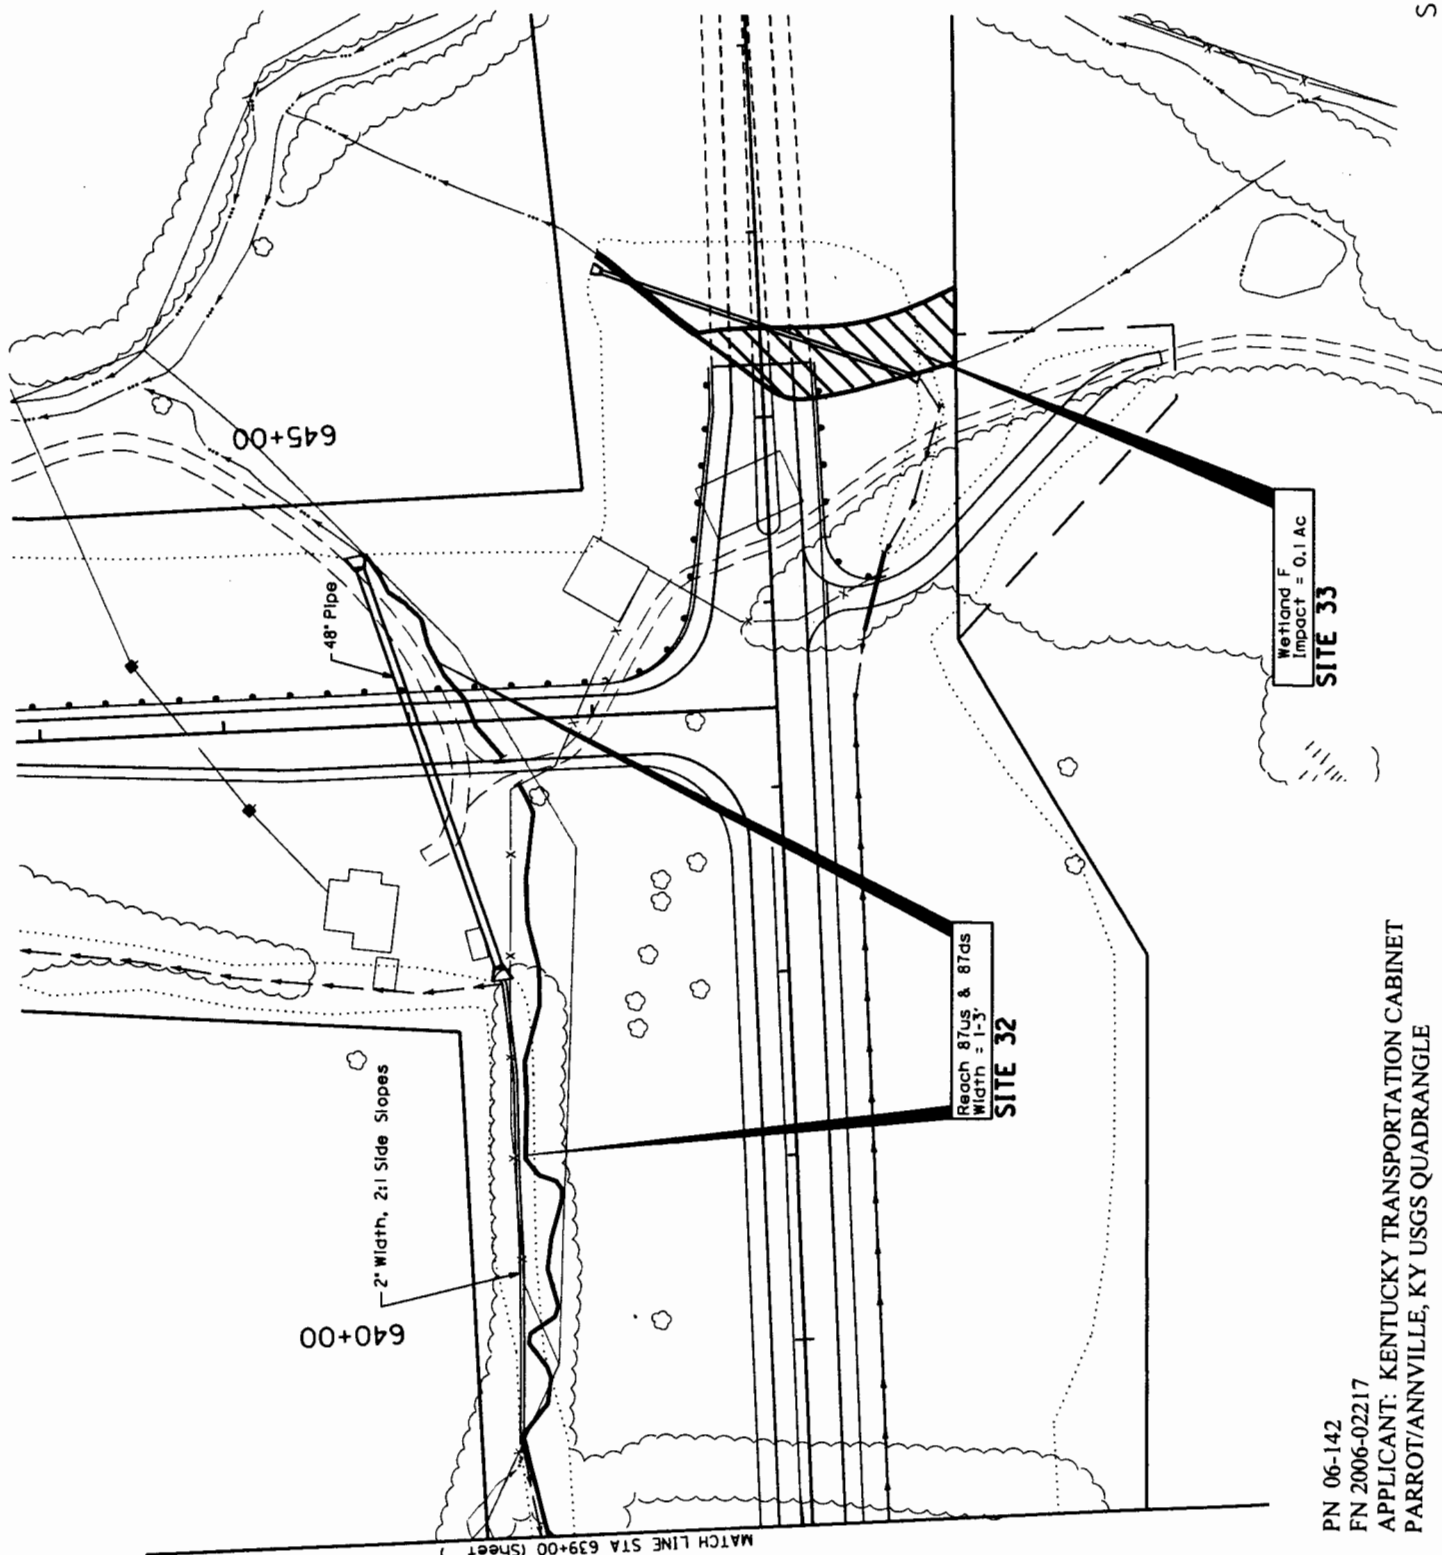 645+00
48" Pipe
2' Width, 2:1 Side Slopes
640+00
MATCH LINE STA 639+00 (Sheet )
Reach 87us & 87ds
Width = 1-3'
SITE 32
Wetland F
Impact = 0.1 Ac
SITE 33
PN 06-142
FN 2006-02217
APPLICANT: KENTUCKY TRANSPORTATION CABINET
PARROT/ANNVILLE, KY USGS QUADRANGLE
S